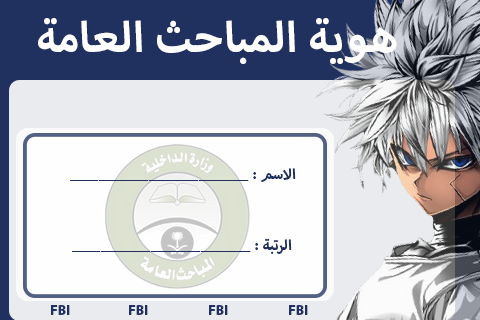 هوية المباحث العامة
وزارة الداخلية
الاسم :
الرتبة :
المباحث العامة
FBI FBI FBI FBI